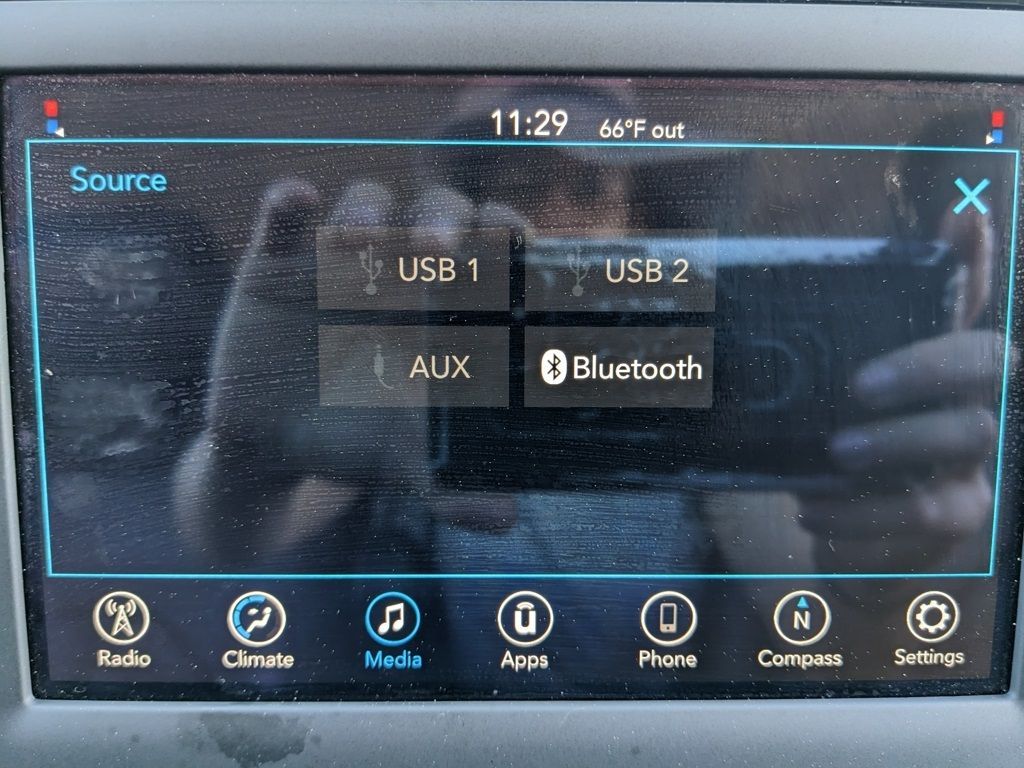 11:29 66°F out
Source
USB 1 USB 2
AUX Bluetooth
N
Radio Climate Media Apps Phone Compass Settings